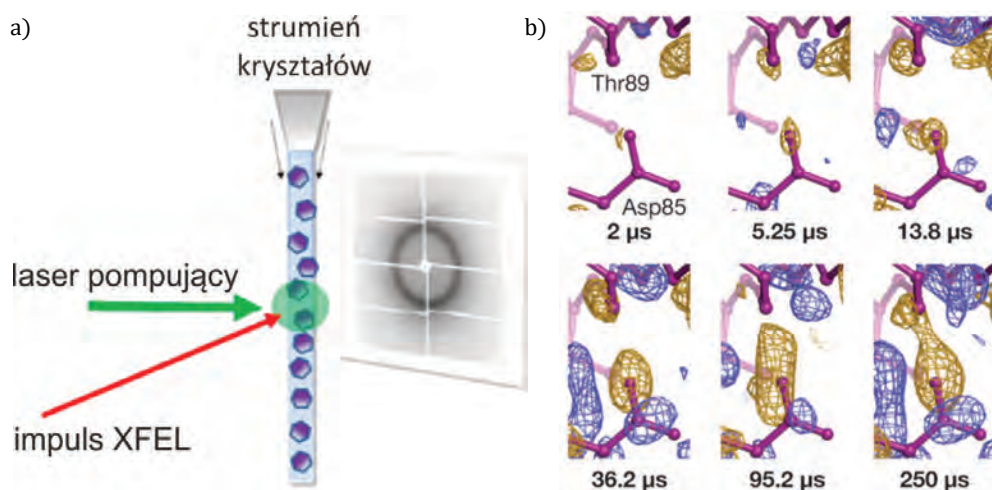 a)
strumień
kryształów
laser pompujący
impuls XFEL
b)
Thr89
Asp85
2 µs
5.25 µs
13.8 µs
36.2 µs
95.2 µs
250 µs